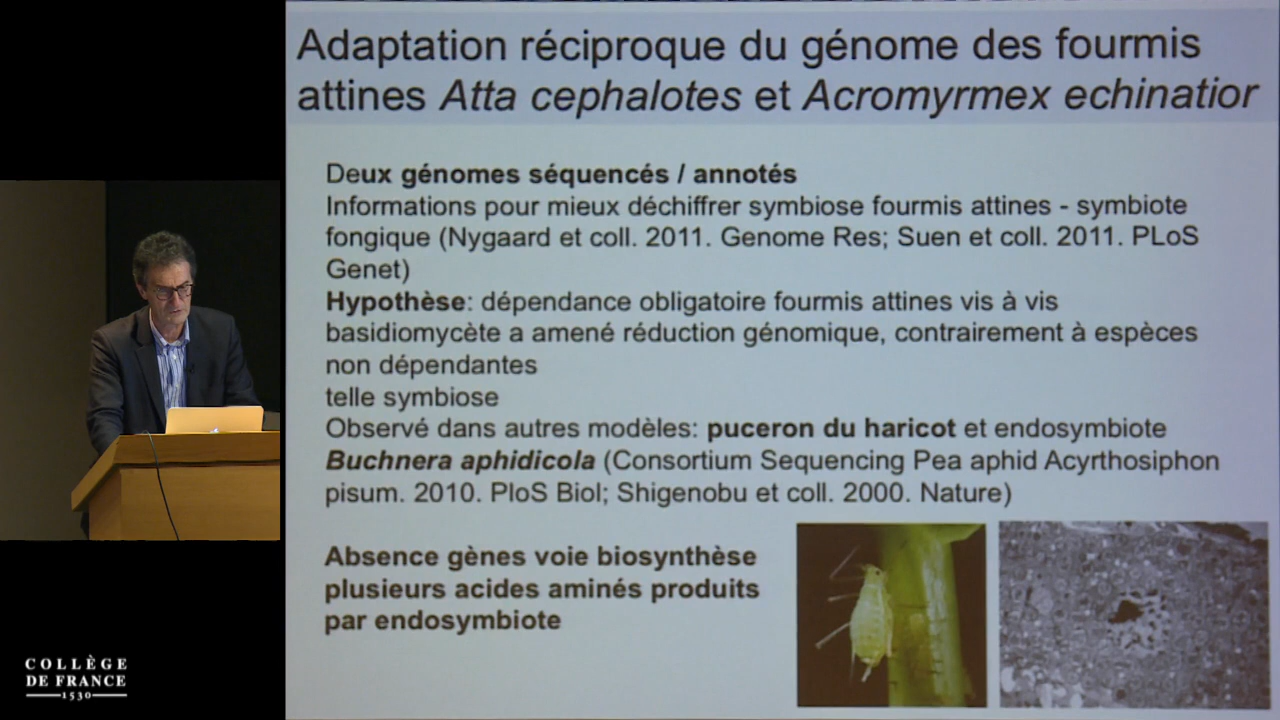 Adaptation réciproque du génome des fourmis
attines Atta cephalotes et Acromyrmex echinatior
Deux génomes séquencés / annotés
Informations pour mieux déchiffrer symbiose fourmis attines - symbiote
fongique (Nygaard et coll. 2011. Genome Res; Suen et coll. 2011. PLoS
Genet)
Hypothèse: dépendance obligatoire fourmis attines vis à vis
basidiomycète a amené réduction génomique, contrairement à espèces
non dépendantes
telle symbiose
Observé dans autres modèles: puceron du haricot et endosymbiote
Buchnera aphidicola (Consortium Sequencing Pea aphid Acyrthosiphon
pisum. 2010. PloS Biol; Shigenobu et coll. 2000. Nature)
Absence gènes voie biosynthèse
plusieurs acides aminés produits
par endosymbiote
COLLÈGE
DE FRANCE
1530